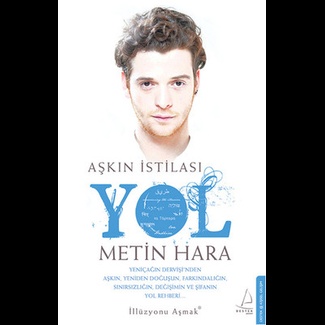 AŞKIN İSTİLASI
YOL
METİN HARA
YENİÇAĞIN DERVİŞİ'NDEN
AŞKIN, YENİDEN DOĞUŞUN, FARKINDALIĞIN,
SINIRSIZLIĞIN, DEĞİŞİMİN VE ŞİFANIN
YOL REHBERİ...
İllüzyonu Aşmak®
DESTEK